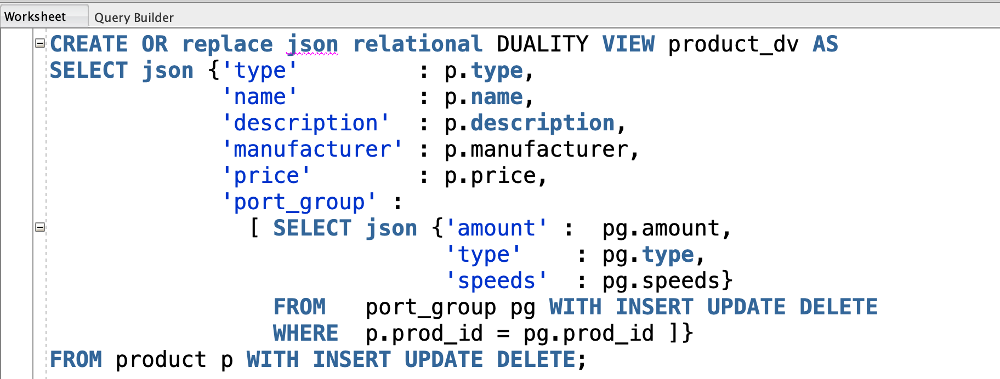 Worksheet Query Builder
CREATE OR replace json relational DUALITY VIEW product_dv AS
SELECT json {'type' : p.type,
'name' : p.name,
'description' : p.description,
'manufacturer' : p.manufacturer,
'price' : p.price,
'port_group' :
[ SELECT json {'amount' : pg.amount,
'type' : pg.type,
'speeds' : pg.speeds}
FROM port_group pg WITH INSERT UPDATE DELETE
WHERE p.prod_id = pg.prod_id ]}
FROM product p WITH INSERT UPDATE DELETE;